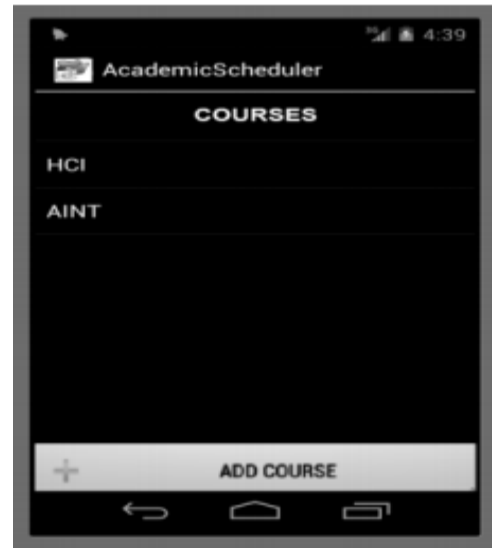 4:39
AcademicScheduler
COURSES
HCI
AINT
ADD COURSE